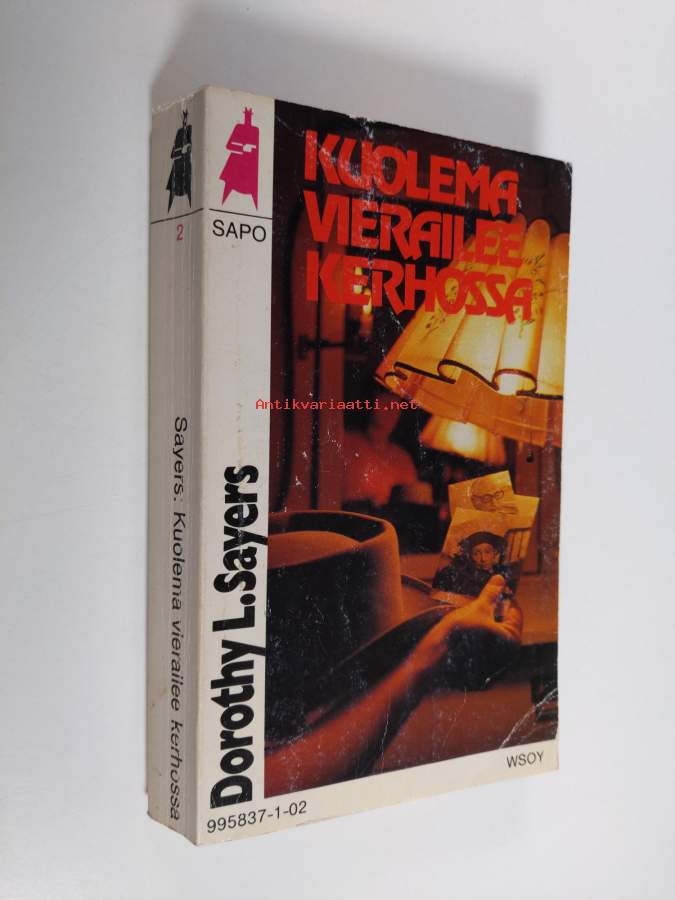 KUOLEMA
VIERAILEE
KERHOSSA
SAPO
2
Sayers: Kuolema vierailee kerhossa
Dorothy L. Sayers
Antikvariaatti.net
WSOY
995837-1-02